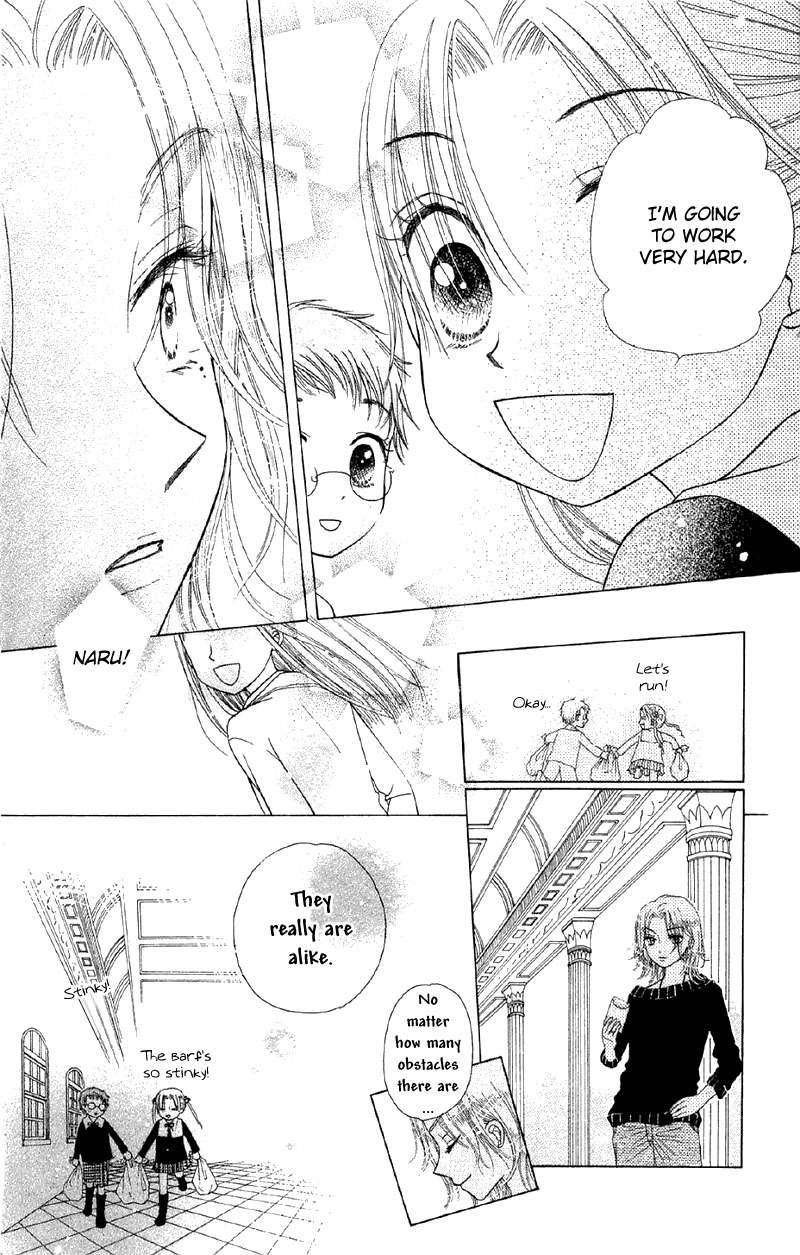 I'M GOING
TO WORK
VERY HARD.
NARU!
Let's
run!
Okay...
They
really are
alike.
No
matter
how many
obstacles
there are
...
Stinky!
The Barf's
so stinky!